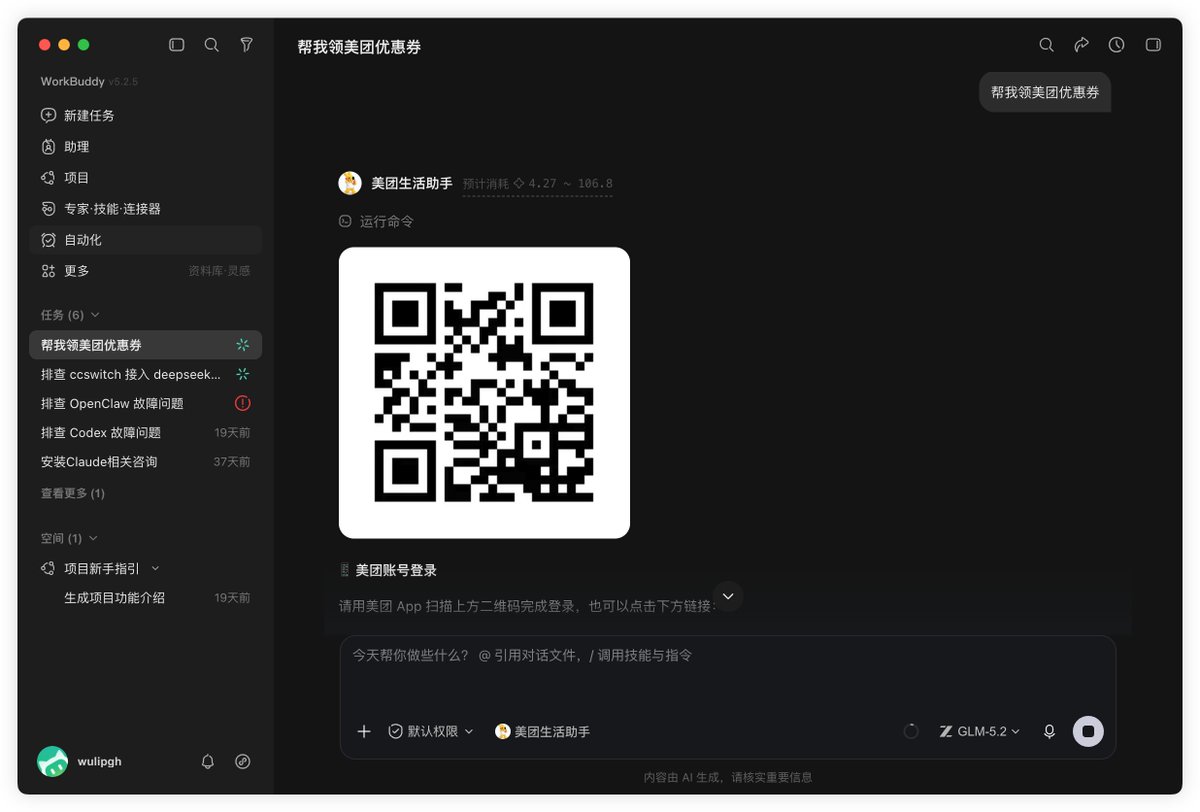 帮我领美团优惠券
WorkBuddy v5.2.5
新建任务
助理
项目
专家·技能·连接器
自动化
更多 资料库·灵感
任务 (6)
帮我领美团优惠券
排查 ccswitch 接入 deepseek...
排查 OpenClaw 故障问题
排查 Codex 故障问题 19天前
安装Claude相关咨询 37天前
查看更多 (1)
空间 (1)
项目新手指引
生成项目功能介绍 19天前
wulipgh
帮我领美团优惠券
美团生活助手 预计消耗 4.27 ~ 106.8
运行命令
美团账号登录
请用美团 App 扫描上方二维码完成登录，也可以点击下方链接：
今天帮你做些什么？ @ 引用对话文件，/ 调用技能与指令
默认权限 美团生活助手 GLM-5.2
内容由 AI 生成，请核实重要信息